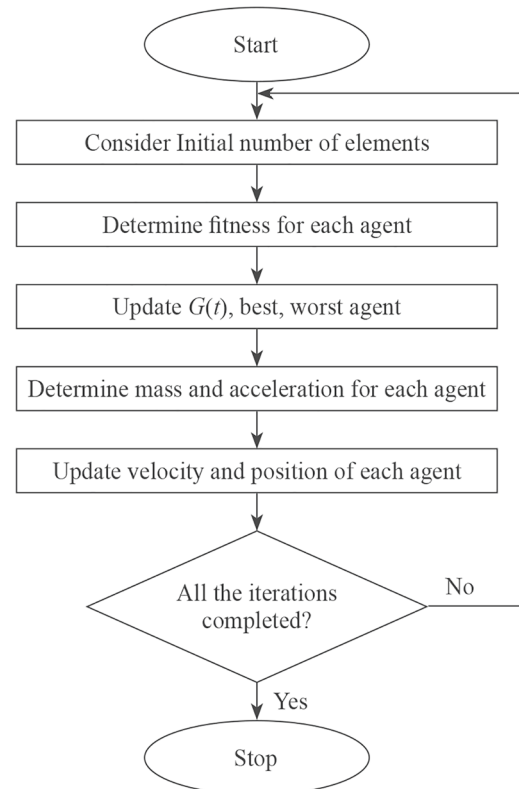 Start
Consider Initial number of elements
Determine fitness for each agent
Update G(t), best, worst agent
Determine mass and acceleration for each agent
Update velocity and position of each agent
All the iterations
completed?
No
Yes
Stop